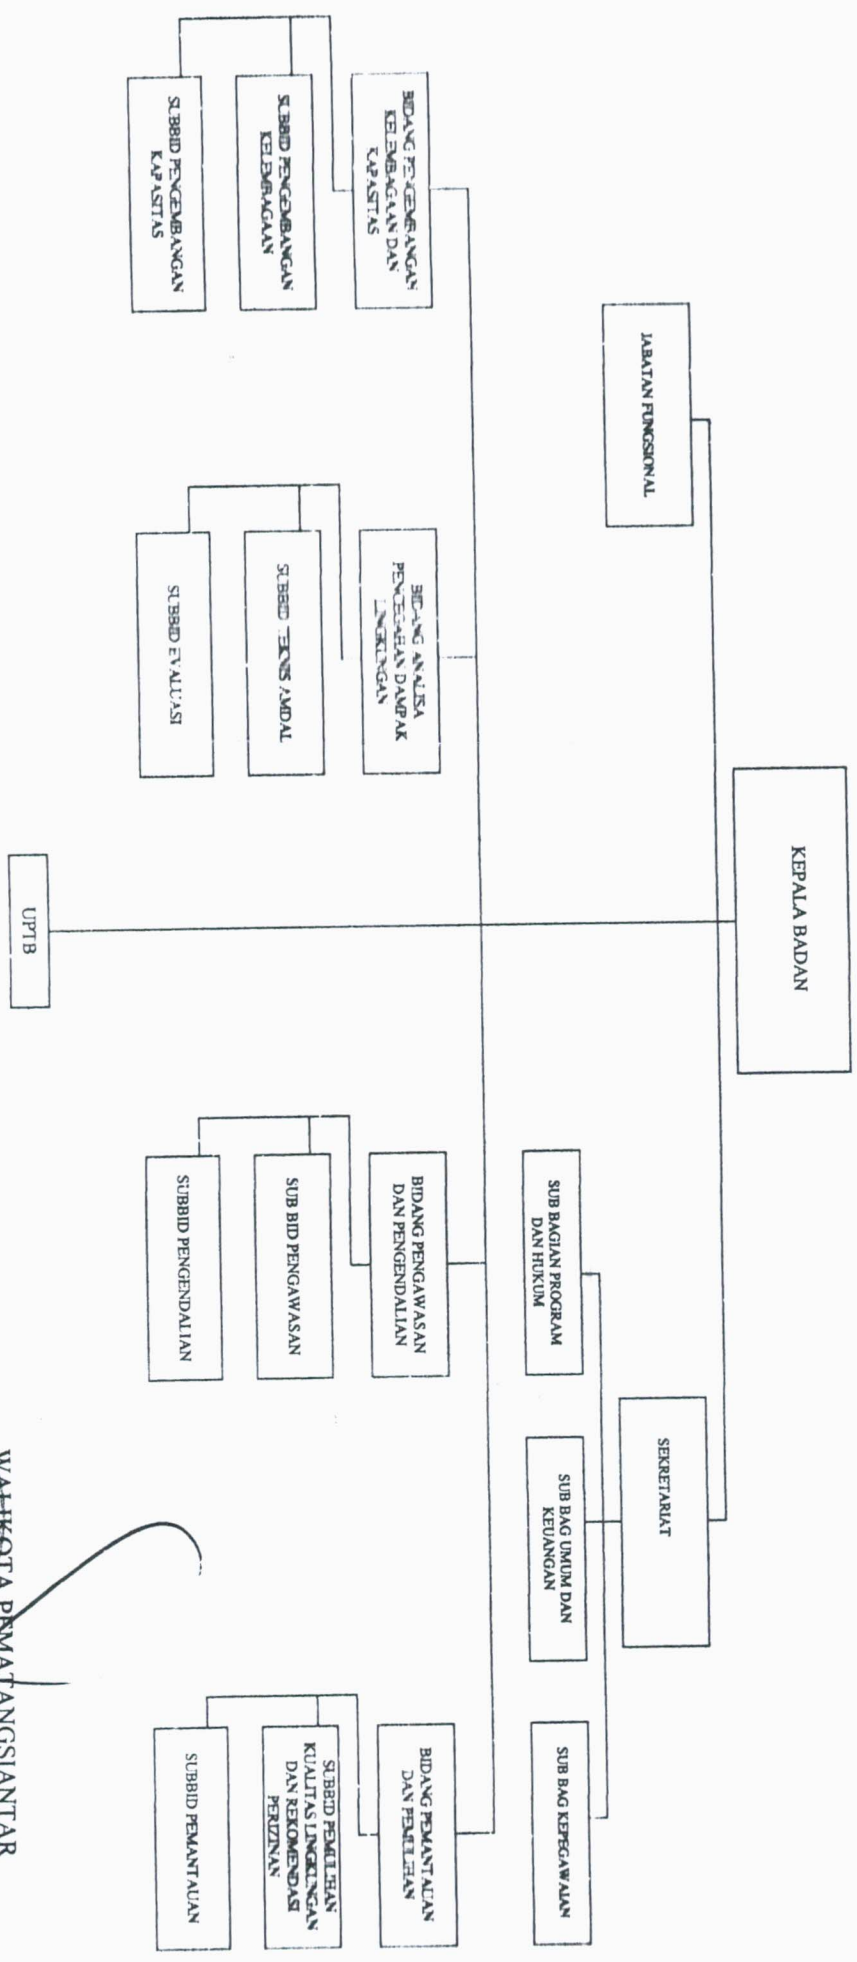 KEPALA BADAN
JABATAN FUNGSIONAL
SEKRETARIAT
SUB BAGIAN PROGRAM
DAN HUKUM
SUB BAG UMUM DAN
KEUANGAN
SUB BAG KEPEGAWAIAN
BIDANG PENGEMBANGAN
KELEMBAGAAN DAN
KAPASITAS
SUBBID PENGEMBANGAN
KELEMBAGAAN
SUBBID PENGEMBANGAN
KAPASITAS
BIDANG ANALISA
PENCEGAHAN DAMPAK
LINGKUNGAN
SUBBID TEKNIS AMDAL
SUBBID EVALUASI
BIDANG PENGAWASAN
DAN PENGENDALIAN
SUB BID PENGAWASAN
SUBBID PENGENDALIAN
BIDANG PEMANTAUAN
DAN PEMULIHAN
SUBBID PEMULIHAN
KUALITAS LINGKUNGAN
DAN REKOMENDASI
PERIZINAN
SUBBID PEMANTAUAN
UPTB
WALIKOTA PEMATANGSIANTAR